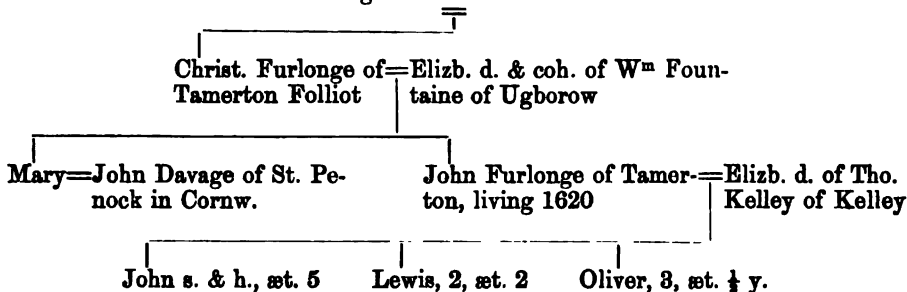 Christ. Furlonge of=Elizb. d. & coh. of Wm Foun-
Tamerton Folliot taine of Ugborow
Mary=John Davage of St. Pe- John Furlonge of Tamer-=Elizb. d. of Tho.
nock in Cornw. ton, living 1620 Kelley of Kelley
John s. & h., æt. 5 Lewis, 2, æt. 2 Oliver, 3, æt. ½ y.